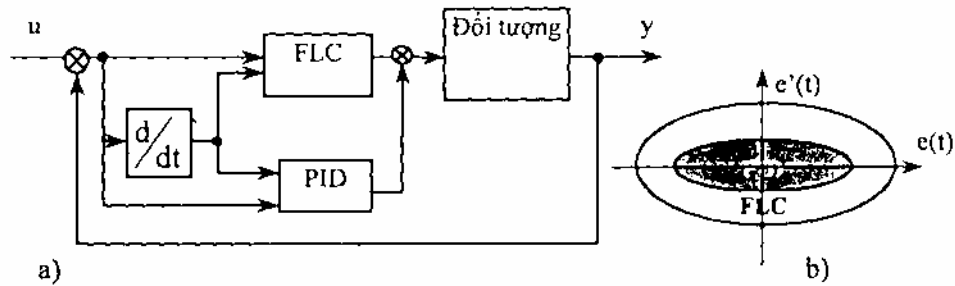 u
FLC
Đối tượng
y
d/dt
PID
a)
e'(t)
e(t)
FLC
b)